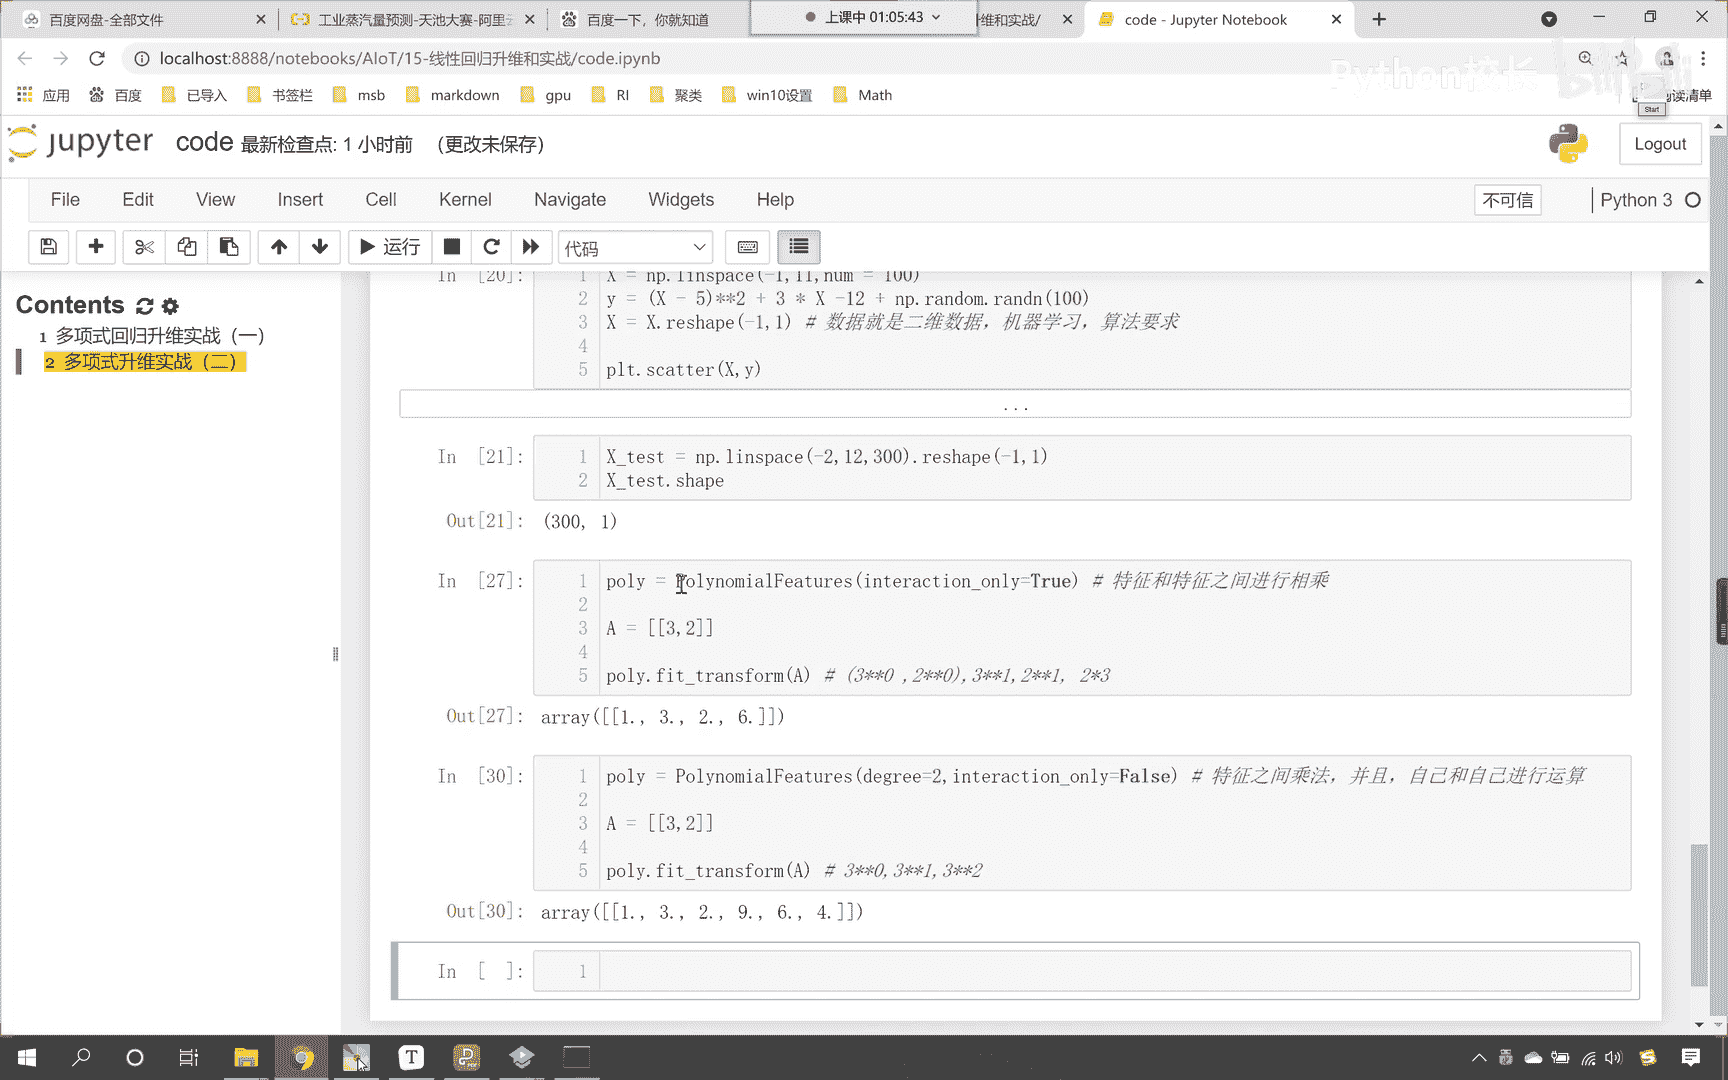 百度网盘-全部文件
工业蒸汽量预测-天池大赛-阿里云
百度一下，你就知道
上课中 01:05:43
维和实战/
code - Jupyter Notebook
localhost:8888/notebooks/AIoT/15-线性回归升维和实战/code.ipynb
Python校长
bilibili
应用
百度
已导入
书签栏
msb
markdown
gpu
RI
聚类
win10设置
Math
阅读清单
Start
jupyter
code 最新检查点: 1 小时前 (更改未保存)
Logout
File Edit View Insert Cell Kernel Navigate Widgets Help
不可信
Python 3
运行
代码
Contents
1 多项式回归升维实战（一）
2 多项式升维实战（二）
In [20]:
1 X = np.linspace(-1,11,num = 100)
2 y = (X - 5)**2 + 3 * X -12 + np.random.randn(100)
3 X = X.reshape(-1,1) # 数据就是二维数据，机器学习，算法要求
4
5 plt.scatter(X,y)
...
In [21]:
1 X_test = np.linspace(-2,12,300).reshape(-1,1)
2 X_test.shape
Out[21]: (300, 1)
In [27]:
1 poly = PolynomialFeatures(interaction_only=True) # 特征和特征之间进行相乘
2
3 A = [[3,2]]
4
5 poly.fit_transform(A) # (3**0 ,2**0),3**1,2**1, 2*3
Out[27]: array([[1., 3., 2., 6.]])
In [30]:
1 poly = PolynomialFeatures(degree=2,interaction_only=False) # 特征之间乘法，并且，自己和自己进行运算
2
3 A = [[3,2]]
4
5 poly.fit_transform(A) # 3**0,3**1,3**2
Out[30]: array([[1., 3., 2., 9., 6., 4.]])
In [ ]:
1